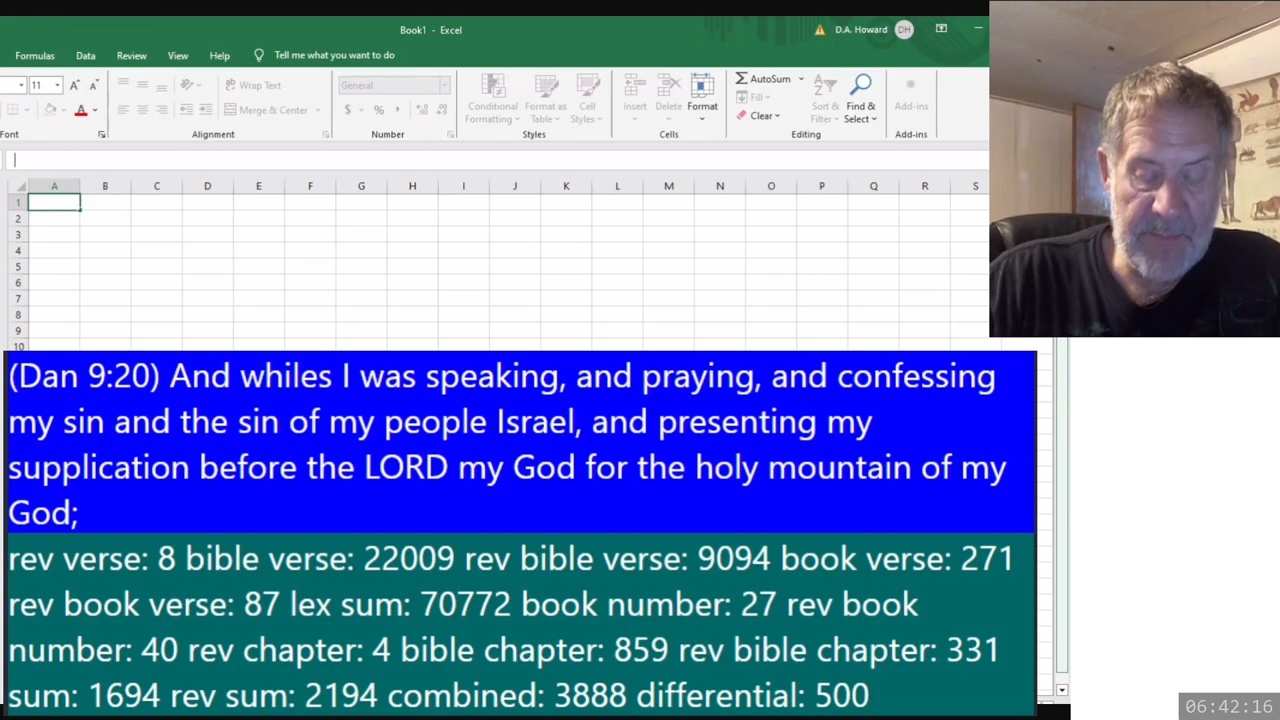 Book1 - Excel
D.A. Howard
DH
Formulas Data Review View Help Tell me what you want to do
11 A A Wrap Text General AutoSum
Merge & Center $ % , Conditional Formatting Format as Table Cell Styles Insert Delete Format Fill Sort & Filter Find & Select Add-ins
Clear
Font Alignment Number Styles Cells Editing Add-ins
A B C D E F G H I J K L M N O P Q R S
1
2
3
4
5
6
7
8
9
10
(Dan 9:20) And whiles I was speaking, and praying, and confessing
my sin and the sin of my people Israel, and presenting my
supplication before the LORD my God for the holy mountain of my
God;
rev verse: 8 bible verse: 22009 rev bible verse: 9094 book verse: 271
rev book verse: 87 lex sum: 70772 book number: 27 rev book
number: 40 rev chapter: 4 bible chapter: 859 rev bible chapter: 331
sum: 1694 rev sum: 2194 combined: 3888 differential: 500
06:42:16